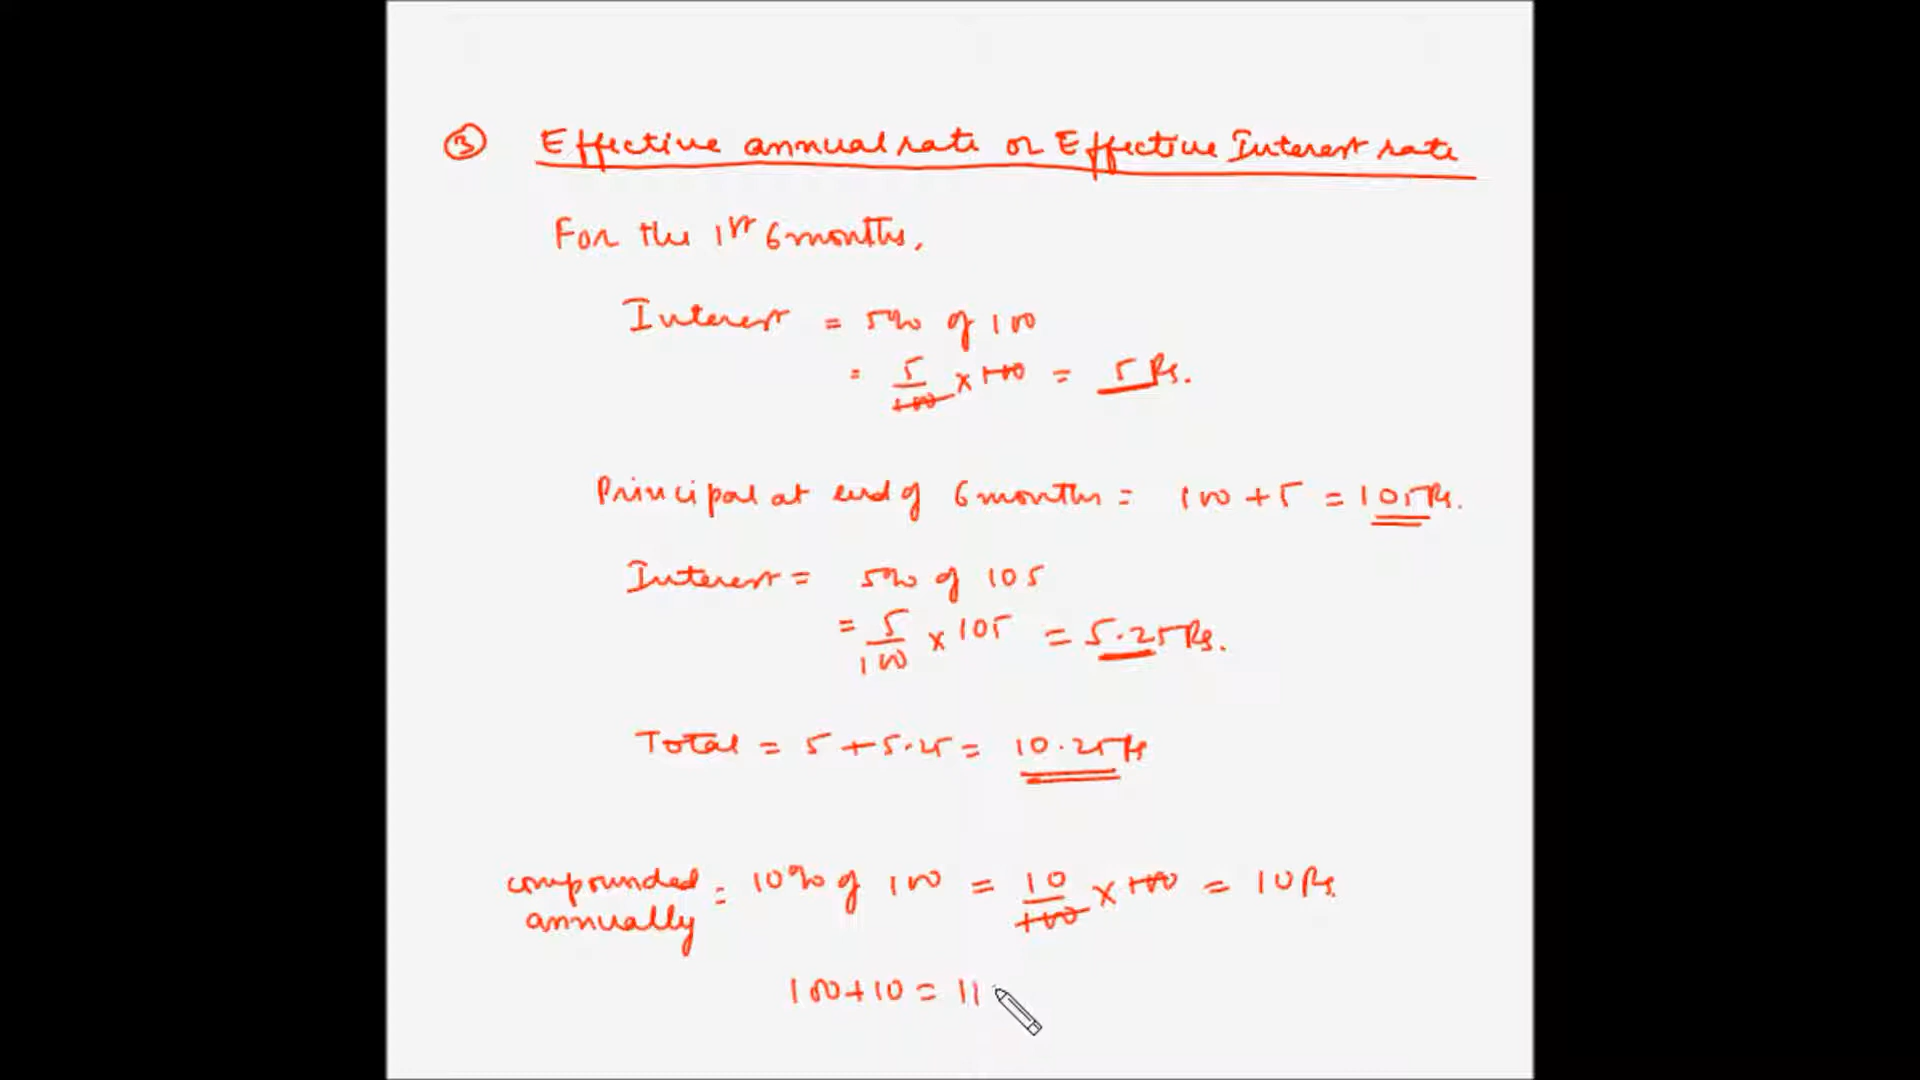 ③ Effective annual rate or Effective Interest rate
For the 1st 6 months,
Interest = 5% of 100
= 5/100 × 100 = 5 Rs.
Principal at end of 6 months = 100 + 5 = 105 Rs.
Interest = 5% of 105
= 5/100 × 105 = 5.25 Rs.
Total = 5 + 5.25 = 10.25 Rs
compounded annually = 10% of 100 = 10/100 × 100 = 10 Rs.
100 + 10 = 11